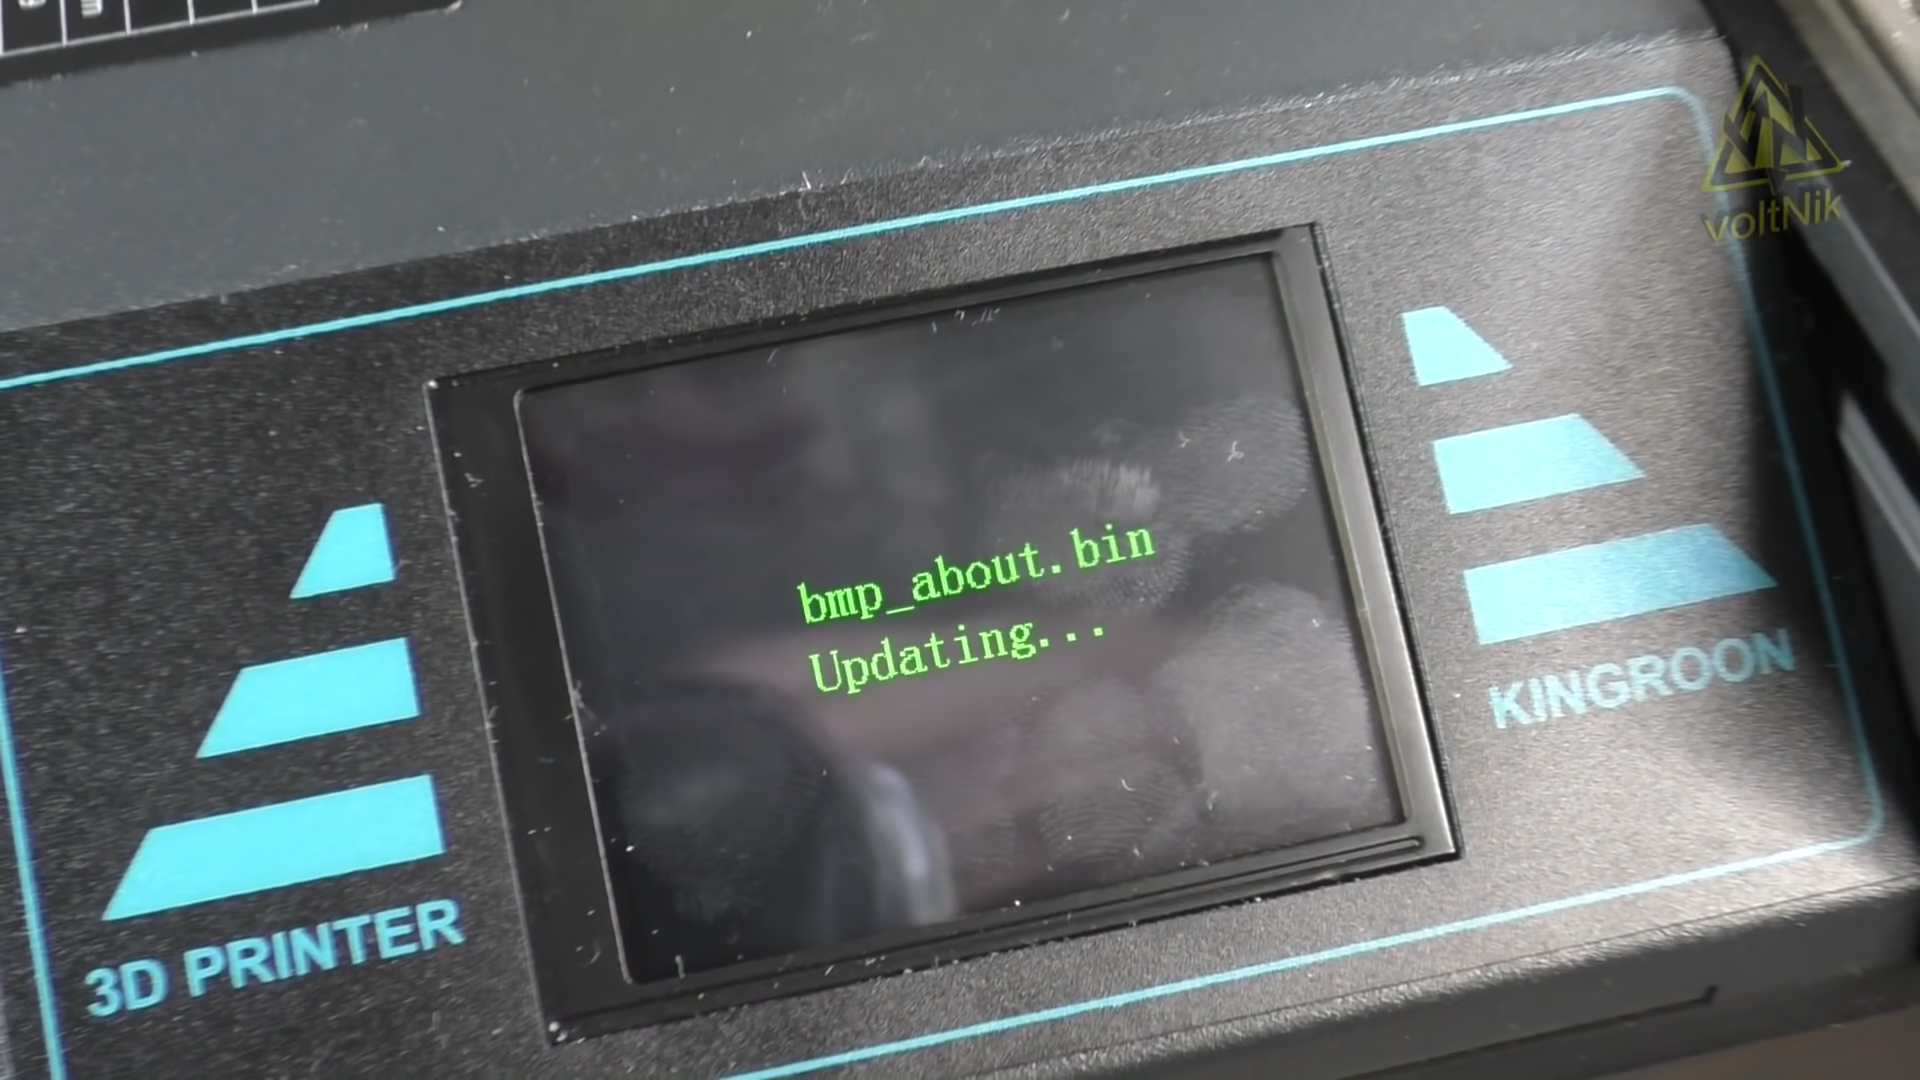 voltNik
bmp_about.bin
Updating...
KINGROON
3D PRINTER